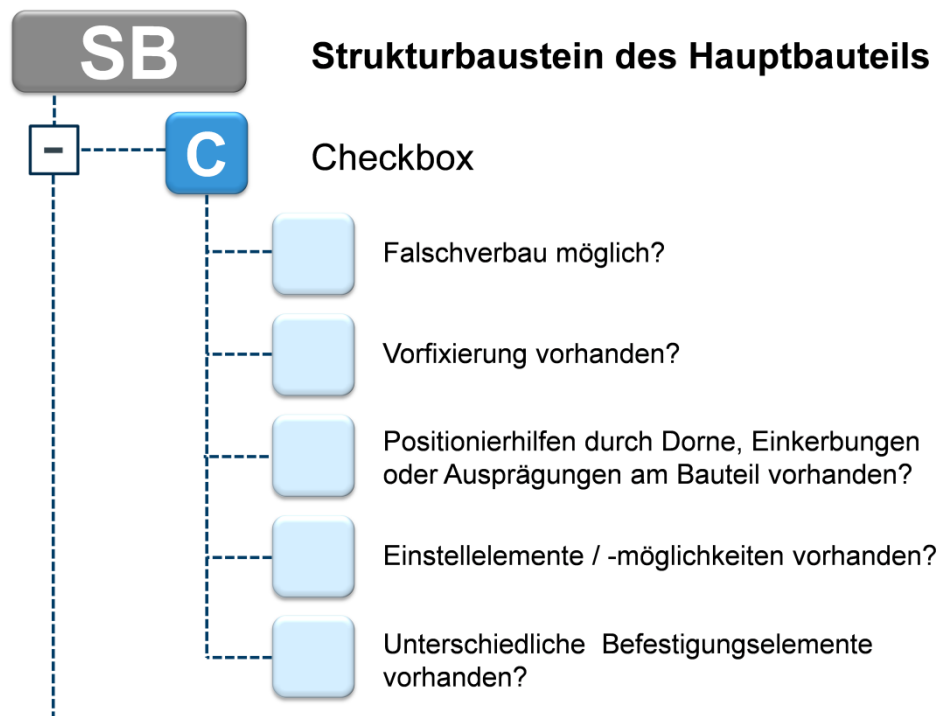 SB Strukturbaustein des Hauptbauteils
- C Checkbox
Falschverbau möglich?
Vorfixierung vorhanden?
Positionierhilfen durch Dorne, Einkerbungen
oder Ausprägungen am Bauteil vorhanden?
Einstellelemente / -möglichkeiten vorhanden?
Unterschiedliche Befestigungselemente
vorhanden?